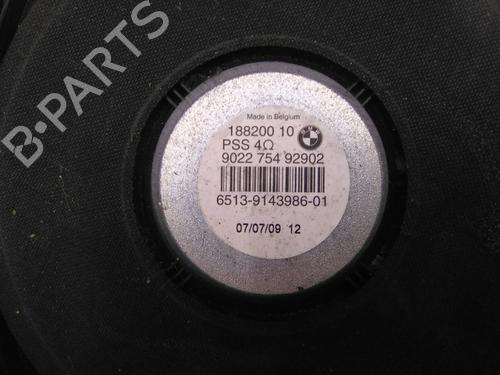 B-PARTS
Made in Belgium
188200 10
PSS 4Ω
9022 754 92902
6513-9143986-01
07/07/09 12